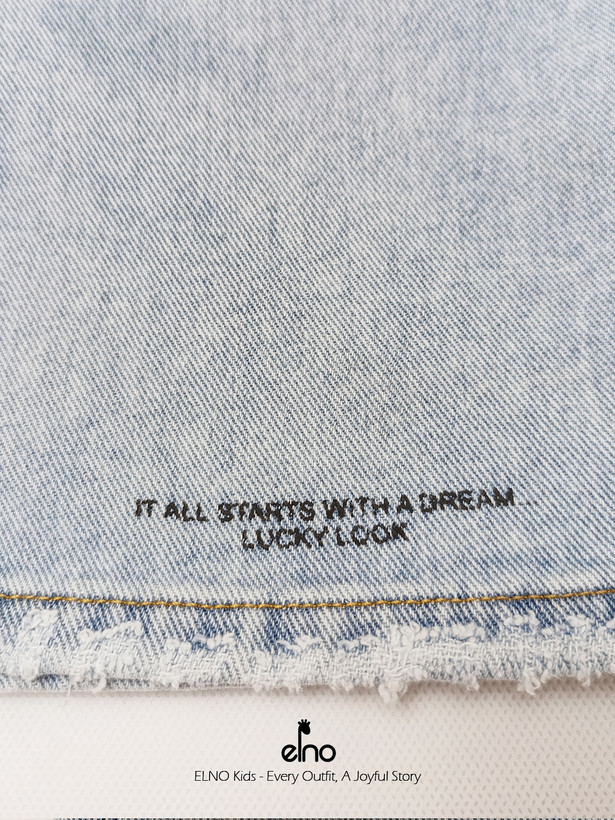 IT ALL STARTS WITH A DREAM...
LUCKY LOOK
elno
ELNO Kids - Every Outfit, A Joyful Story